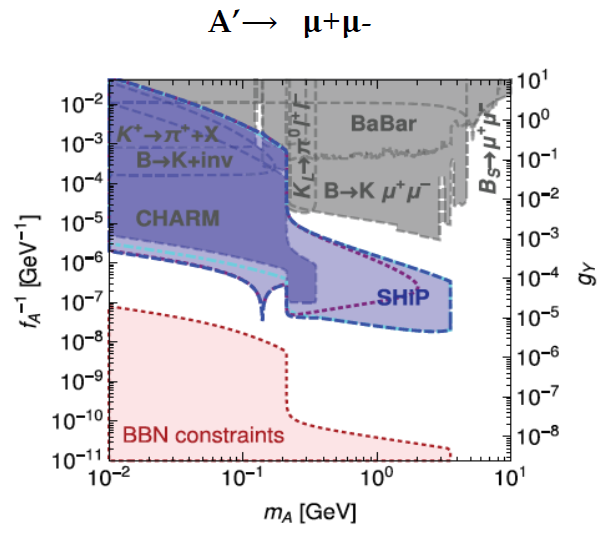 A′⟶ μ+μ-
10⁻² 10⁻³ 10⁻⁴ 10⁻⁵ 10⁻⁶ 10⁻⁷ 10⁻⁸ 10⁻⁹ 10⁻¹⁰ 10⁻¹¹
f_A⁻¹ [GeV⁻¹]
K⁺→π⁺+X
B→K+inv
CHARM
K_L→π⁰l⁺l⁻
BaBar
B→K μ⁺μ⁻
B_S→μ⁺μ⁻
SHiP
BBN constraints
10¹ 10⁰ 10⁻¹ 10⁻² 10⁻³ 10⁻⁴ 10⁻⁵ 10⁻⁶ 10⁻⁷ 10⁻⁸
g_Y
10⁻² 10⁻¹ 10⁰ 10
m_A [GeV]